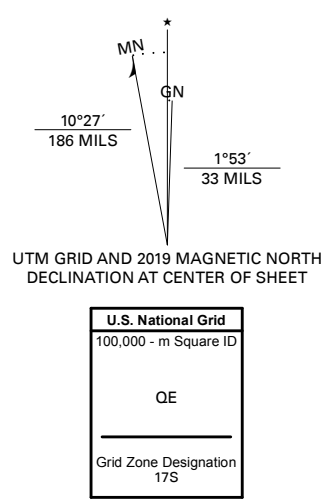 MN
GN
10°27´
186 MILS
1°53´
33 MILS
UTM GRID AND 2019 MAGNETIC NORTH
DECLINATION AT CENTER OF SHEET
U.S. National Grid
100,000 - m Square ID
QE
Grid Zone Designation
17S